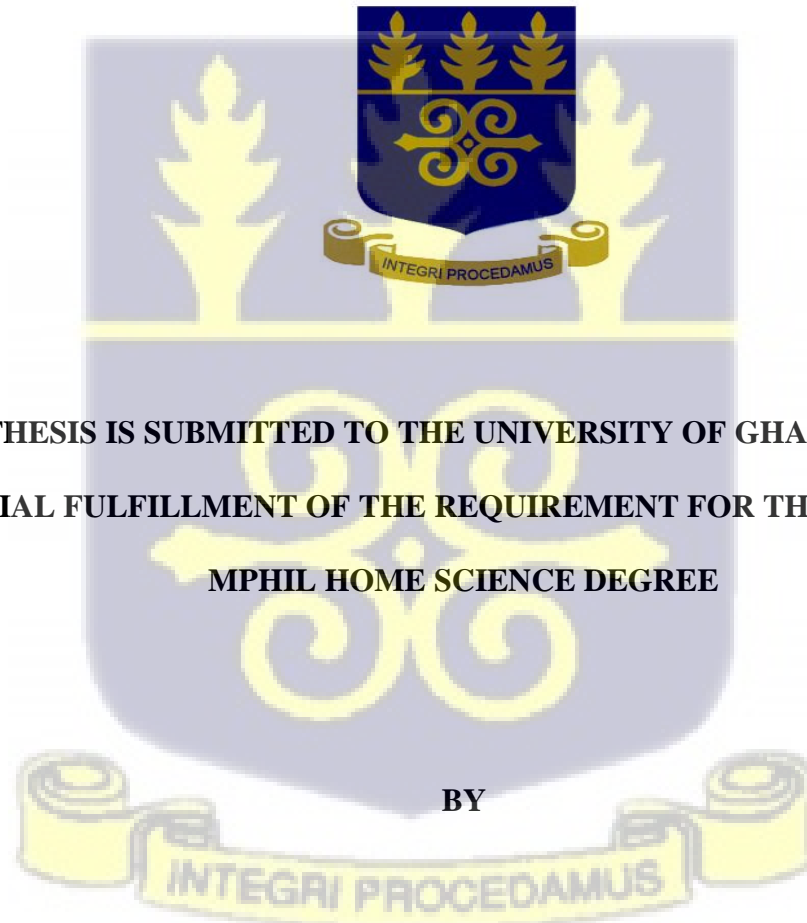 INTEGRI PROCEDAMUS
THESIS IS SUBMITTED TO THE UNIVERSITY OF GHA
IAL FULFILLMENT OF THE REQUIREMENT FOR TH
MPHIL HOME SCIENCE DEGREE
BY
INTEGRI PROCEDAMUS